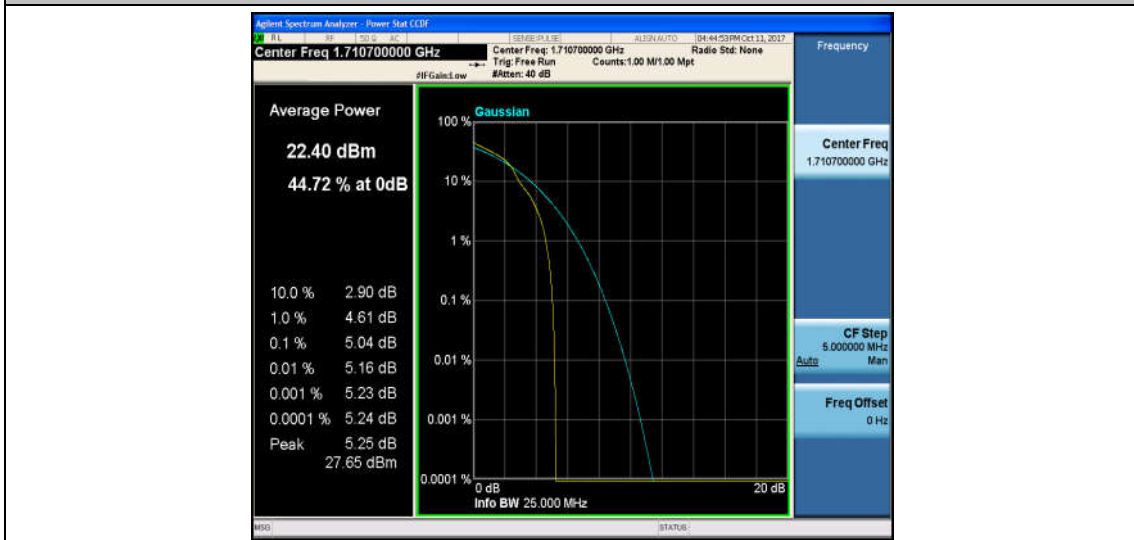 Agilent Spectrum Analyzer - Power Stat CCDF
RL RF 50 Ω AC SENSE:PULSE ALIGN AUTO 04:44:53 PM Oct 11, 2017
Center Freq 1.710700000 GHz
Center Freq: 1.710700000 GHz Radio Std: None
Trig: Free Run Counts:1.00 M/1.00 Mpt
#IFGain:Low #Atten: 40 dB
Frequency
Average Power
22.40 dBm
44.72 % at 0dB
10.0 % 2.90 dB
1.0 % 4.61 dB
0.1 % 5.04 dB
0.01 % 5.16 dB
0.001 % 5.23 dB
0.0001 % 5.24 dB
Peak 5.25 dB
27.65 dBm
Gaussian
100 %
10 %
1 %
0.1 %
0.01 %
0.001 %
0.0001 %
0 dB 20 dB
Info BW 25.000 MHz
Center Freq
1.710700000 GHz
CF Step
5.000000 MHz
Auto Man
Freq Offset
0 Hz
MSG STATUS